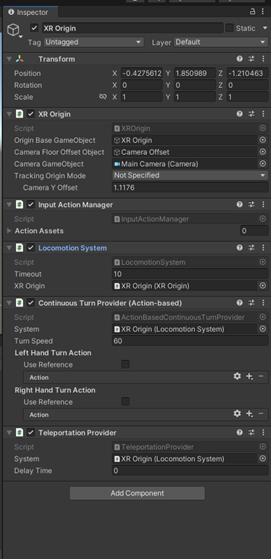 Inspector
XR Origin
Static
Tag Untagged Layer Default
Transform
Position X -0.4275612 Y 1.850989 Z -1.210463
Rotation X 0 Y 0 Z 0
Scale X 1 Y 1 Z 1
XR Origin
Script XROrigin
Origin Base GameObject XR Origin
Camera Floor Offset Object Camera Offset
Camera GameObject Main Camera (Camera)
Tracking Origin Mode Not Specified
Camera Y Offset 1.1176
Input Action Manager
Script InputActionManager
Action Assets 0
Locomotion System
Script LocomotionSystem
Timeout 10
XR Origin XR Origin (XR Origin)
Continuous Turn Provider (Action-based)
Script ActionBasedContinuousTurnProvider
System XR Origin (Locomotion System)
Turn Speed 60
Left Hand Turn Action
Use Reference
Action
Right Hand Turn Action
Use Reference
Action
Teleportation Provider
Script TeleportationProvider
System XR Origin (Locomotion System)
Delay Time 0
Add Component